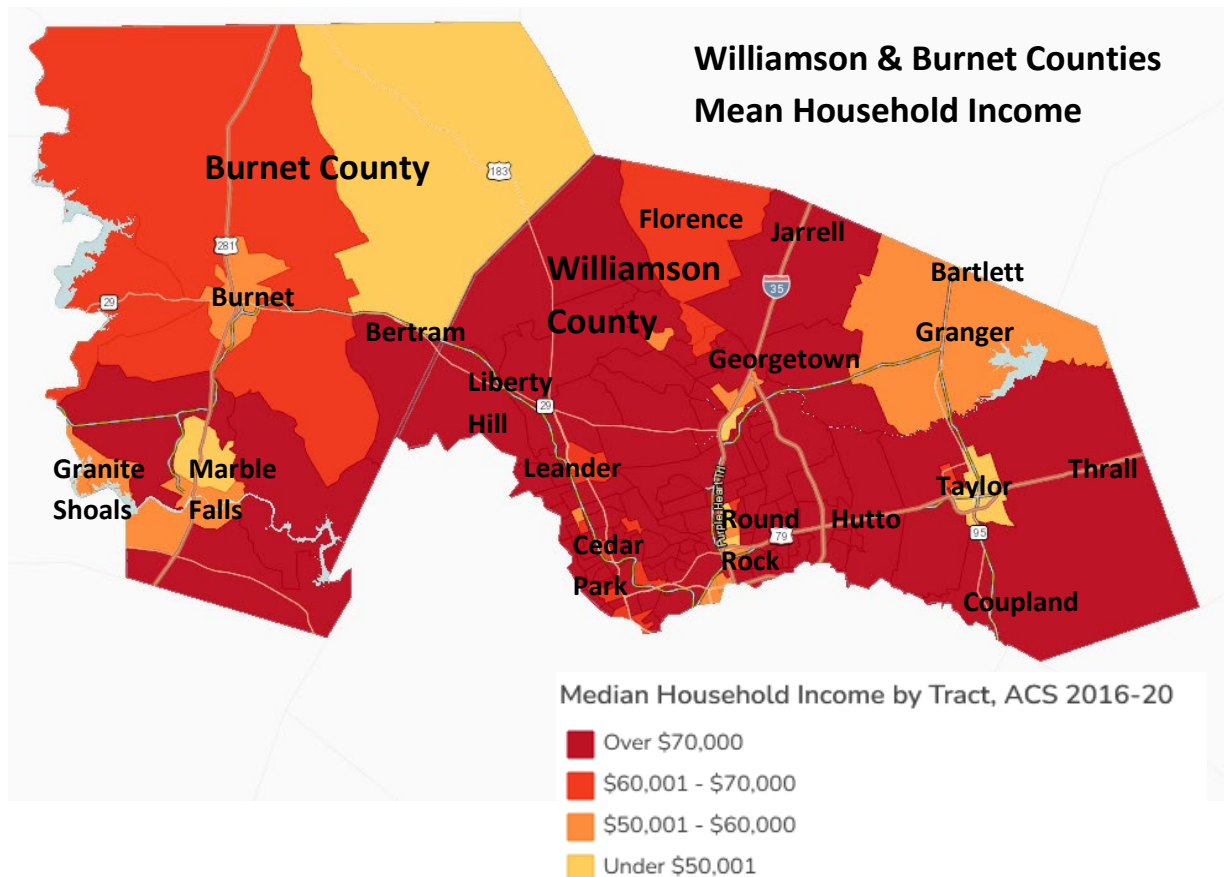 Williamson & Burnet Counties
Mean Household Income
Burnet County
183
Florence
Jarrell
281
Williamson
County
35
Bartlett
29
Burnet
Bertram
Granger
Georgetown
Liberty
Hill
29
Granite
Shoals
Marble
Falls
Leander
Taylor
Thrall
Purple Heart Trl
Round
Rock
79
Hutto
95
Cedar
Park
Coupland
Median Household Income by Tract, ACS 2016-20
Over $70,000
$60,001 - $70,000
$50,001 - $60,000
Under $50,001